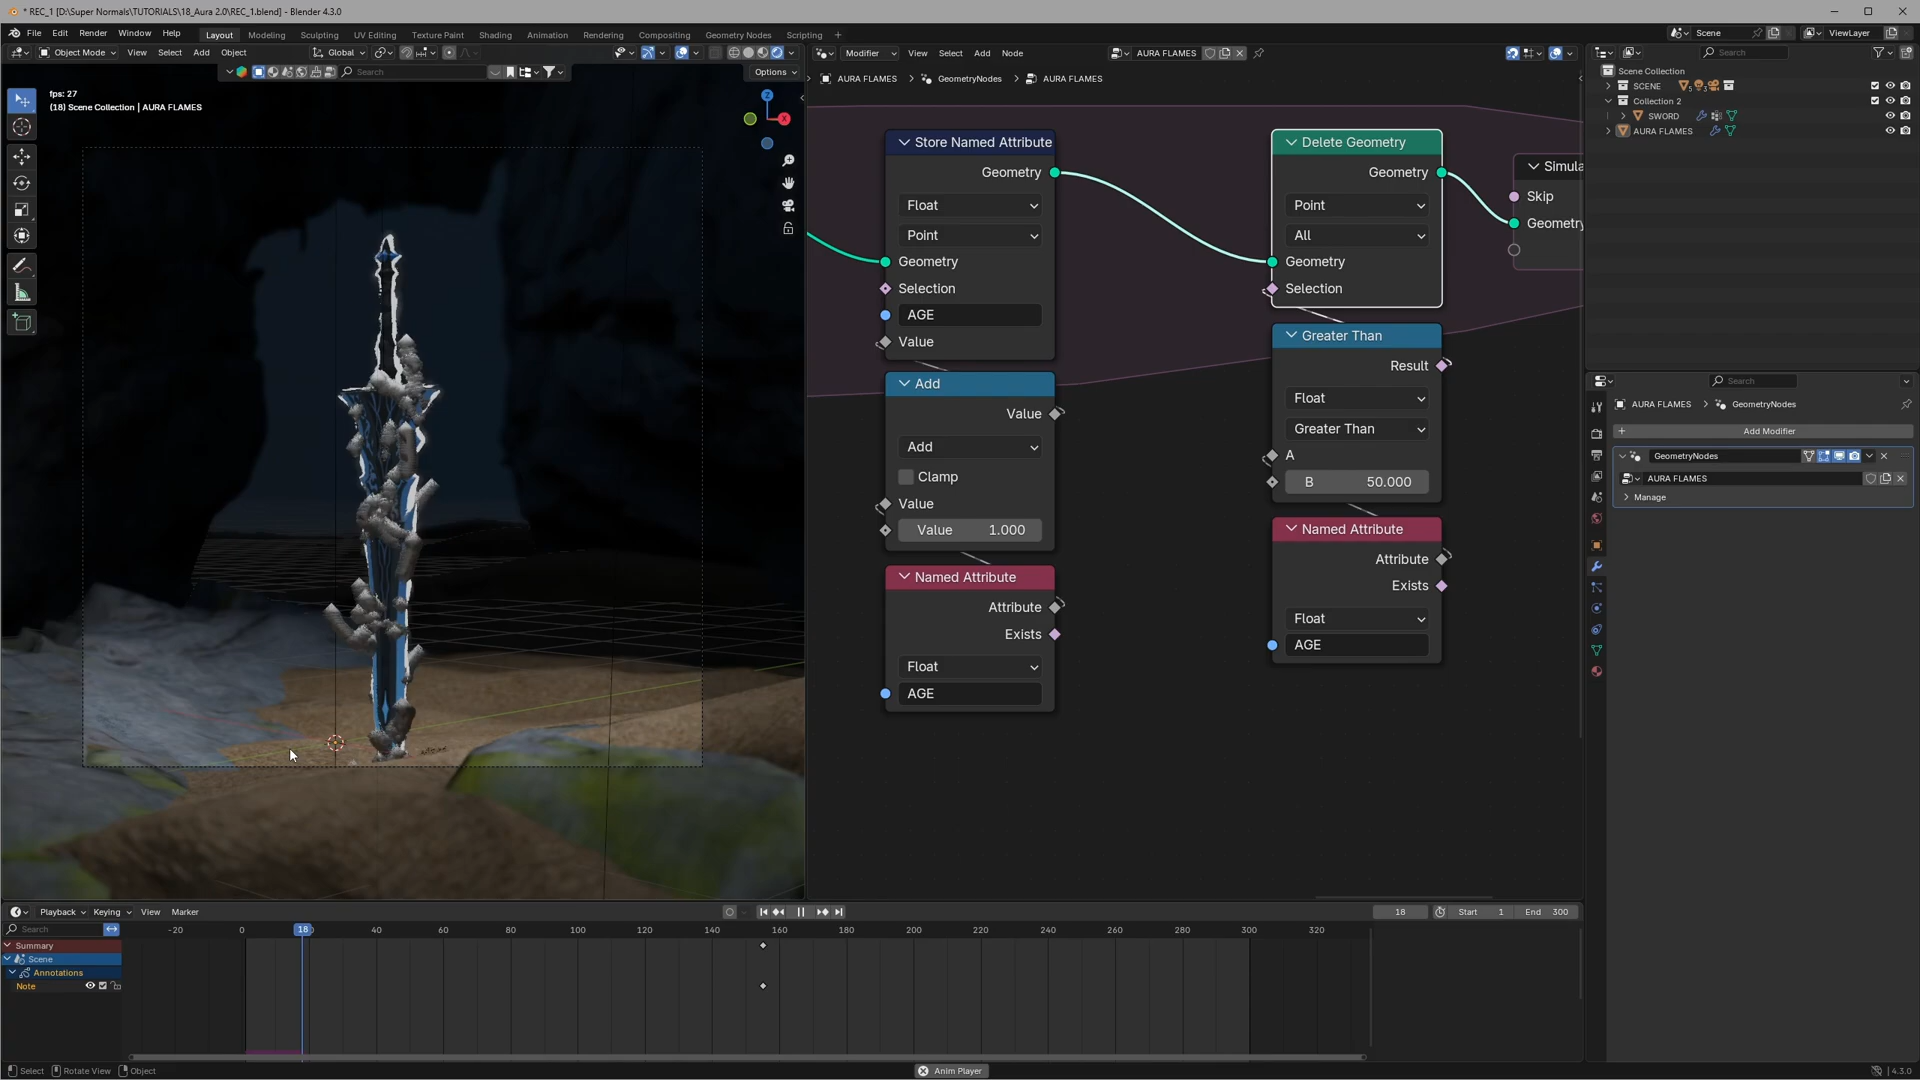 * REC_1 [D:\Super Normals\TUTORIALS\18_Aura 2.0\REC_1.blend] - Blender 4.3.0
File Edit Render Window Help Layout Modeling Sculpting UV Editing Texture Paint Shading Animation Rendering Compositing Geometry Nodes Scripting + Scene ViewLayer
Object Mode View Select Add Object Global
Search
Options
fps: 27
(18) Scene Collection | AURA FLAMES
Z
X
Modifier View Select Add Node AURA FLAMES
AURA FLAMES > GeometryNodes > AURA FLAMES
Store Named Attribute
Geometry
Float
Point
Geometry
Selection
AGE
Value
Add
Value
Add
Clamp
Value
Value 1.000
Named Attribute
Attribute
Exists
Float
AGE
Delete Geometry
Geometry
Point
All
Geometry
Selection
Greater Than
Result
Float
Greater Than
A
B 50.000
Named Attribute
Attribute
Exists
Float
AGE
Simula
Skip
Geometry
Search
Scene Collection
SCENE
Collection 2
SWORD
AURA FLAMES
Search
AURA FLAMES > GeometryNodes
+ Add Modifier
GeometryNodes
AURA FLAMES
Manage
Playback Keying View Marker
18 Start 1 End 300
Search
-20 0 18 40 60 80 100 120 140 160 180 200 220 240 260 280 300 320
Summary
Scene
Annotations
Note
Select Rotate View Object Anim Player 4.3.0